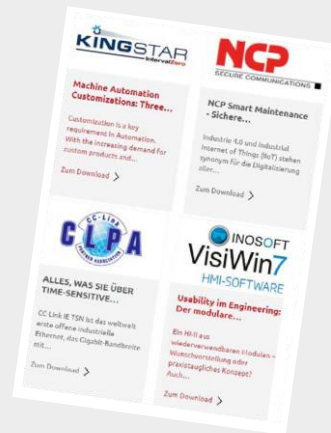 KINGSTAR
IntervalZero
Machine Automation
Customizations: Three...
Customization is a key
requirement in Automation.
With the increasing demand for
custom products and...
Zum Download
NCP
SECURE COMMUNICATIONS
NCP Smart Maintenance
- Sichere...
Industrie 4.0 und Industrial
Internet of Things (IIoT) stehen
synonym für die Digitalisierung
aller...
Zum Download
CC-Link
CLPA
PARTNER ASSOCIATION
ALLES, WAS SIE ÜBER
TIME-SENSITIVE...
CC Link IE TSN ist das weltweit
erste offene industrielle
Ethernet, das Gigabit-Bandbreite
mit...
Zum Download
INOSOFT
VisiWin7
HMI-SOFTWARE
Usability im Engineering:
Der modulare...
Ein HMI aus
wiederverwendbaren Modulen –
Wunschvorstellung oder
praxistaugliches Konzept?
Auch...
Zum Download